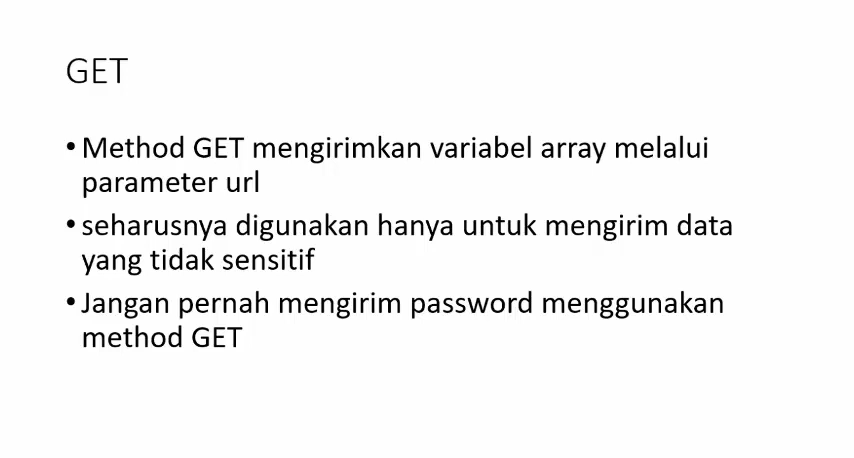 GET
• Method GET mengirimkan variabel array melalui
parameter url
• seharusnya digunakan hanya untuk mengirim data
yang tidak sensitif
• Jangan pernah mengirim password menggunakan
method GET